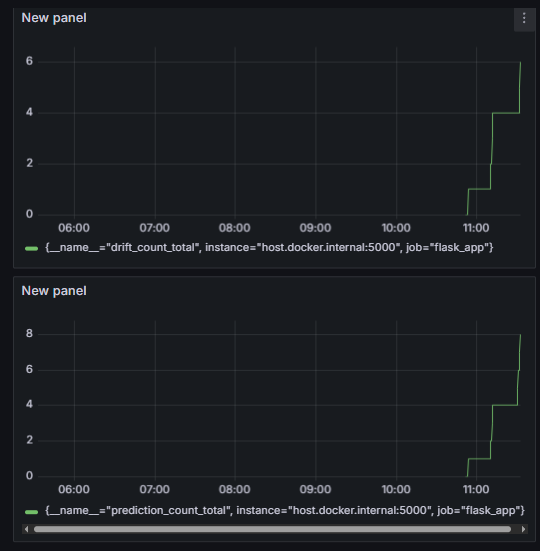 New panel
6
4
2
0
06:00 07:00 08:00 09:00 10:00 11:00
{__name__="drift_count_total", instance="host.docker.internal:5000", job="flask_app"}
New panel
8
6
4
2
0
06:00 07:00 08:00 09:00 10:00 11:00
{__name__="prediction_count_total", instance="host.docker.internal:5000", job="flask_app"}